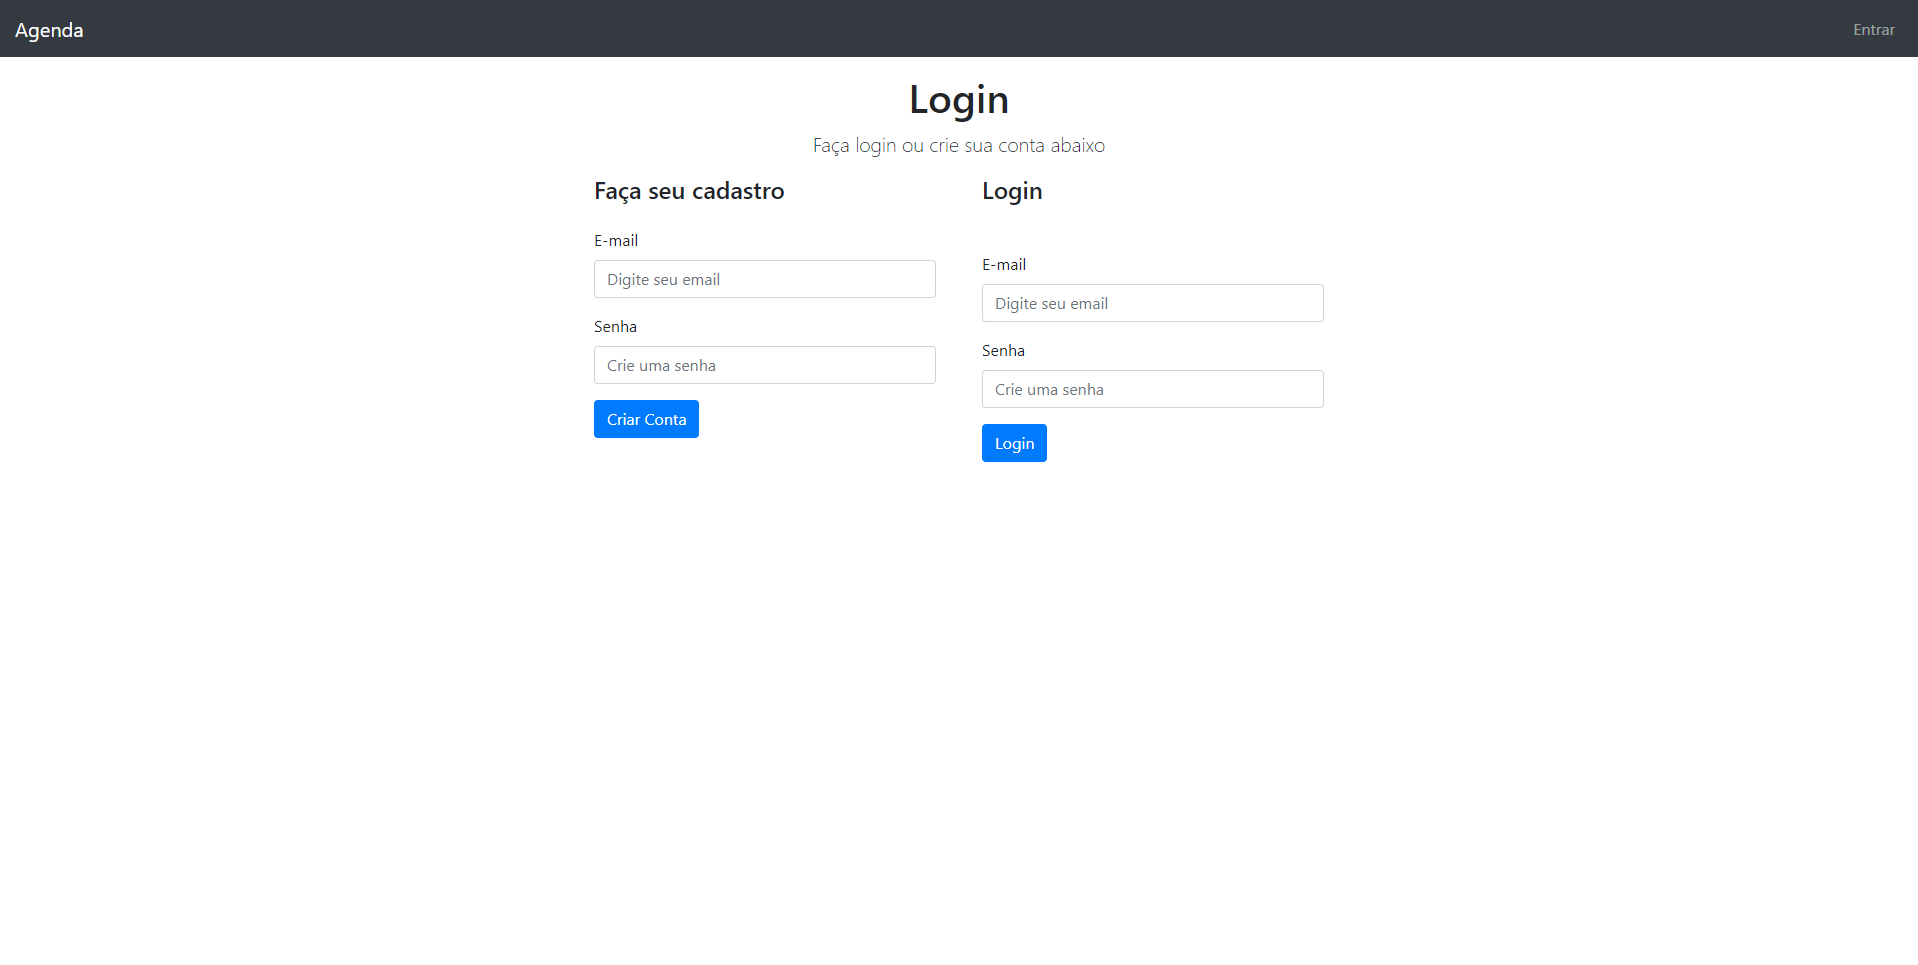 Agenda
Entrar
Login
Faça login ou crie sua conta abaixo
Faça seu cadastro
E-mail
Digite seu email
Senha
Crie uma senha
Criar Conta
Login
E-mail
Digite seu email
Senha
Crie uma senha
Login